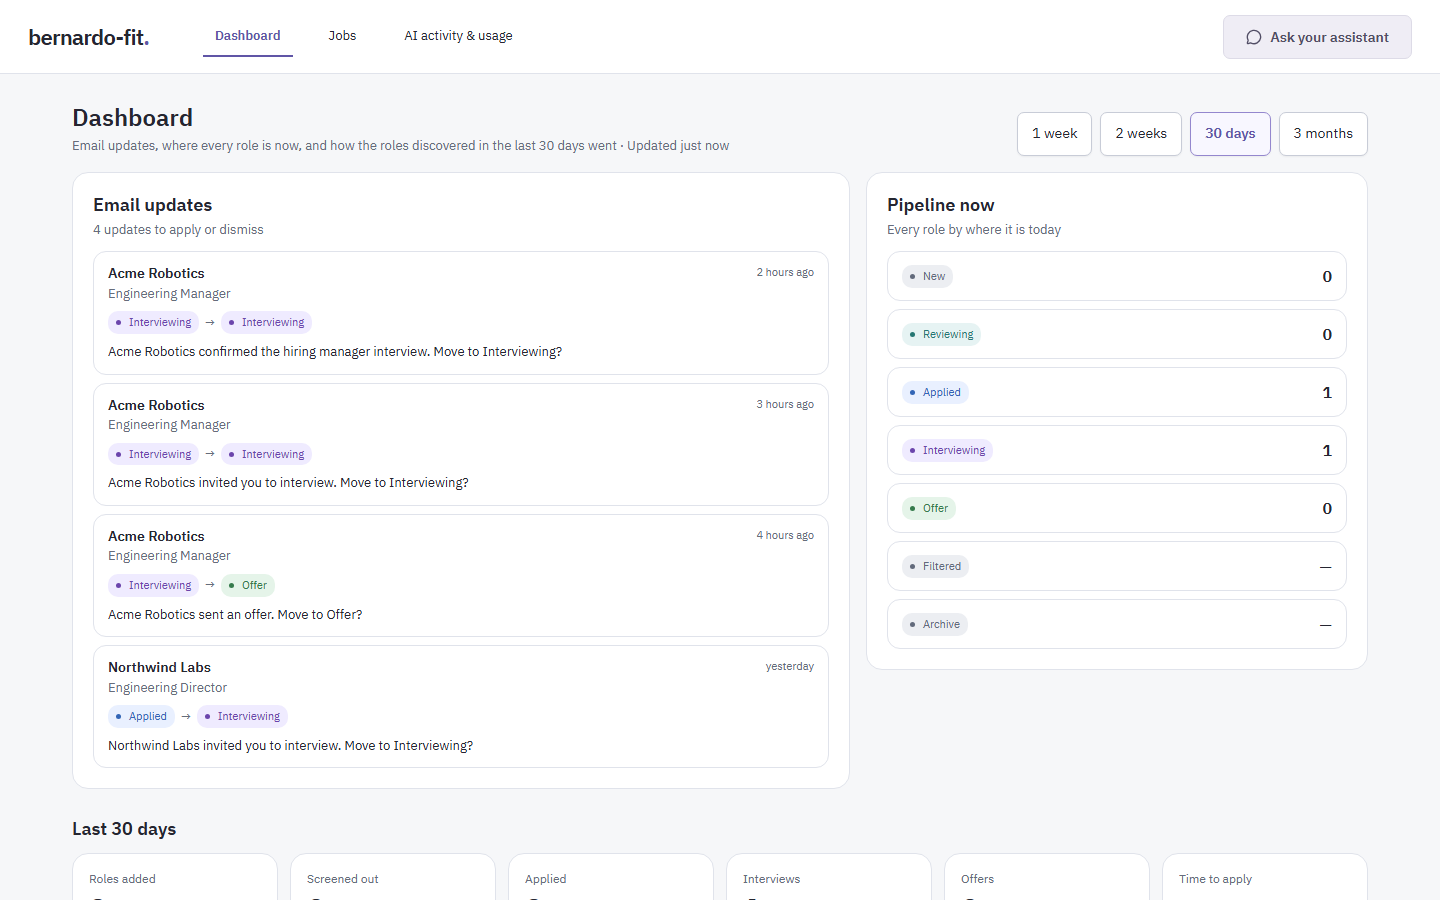 bernardo-fit.
Dashboard
Jobs
AI activity & usage
Ask your assistant
Dashboard
Email updates, where every role is now, and how the roles discovered in the last 30 days went · Updated just now
1 week
2 weeks
30 days
3 months
Email updates
4 updates to apply or dismiss
Acme Robotics
2 hours ago
Engineering Manager
Interviewing → Interviewing
Acme Robotics confirmed the hiring manager interview. Move to Interviewing?
Acme Robotics
3 hours ago
Engineering Manager
Interviewing → Interviewing
Acme Robotics invited you to interview. Move to Interviewing?
Acme Robotics
4 hours ago
Engineering Manager
Interviewing → Offer
Acme Robotics sent an offer. Move to Offer?
Northwind Labs
yesterday
Engineering Director
Applied → Interviewing
Northwind Labs invited you to interview. Move to Interviewing?
Pipeline now
Every role by where it is today
New 0
Reviewing 0
Applied 1
Interviewing 1
Offer 0
Filtered —
Archive —
Last 30 days
Roles added
Screened out
Applied
Interviews
Offers
Time to apply